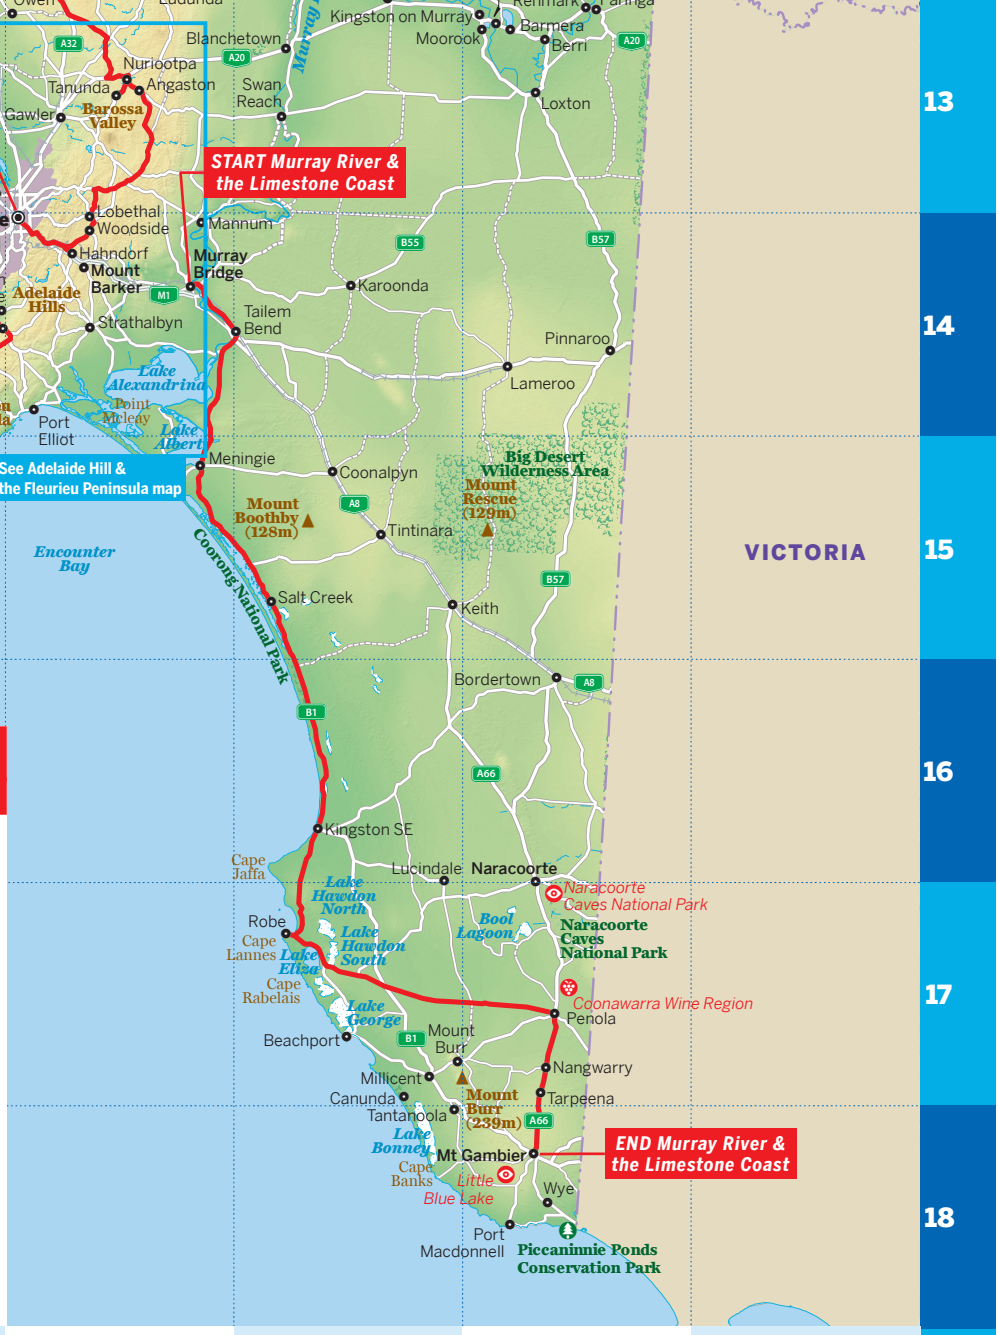 Owen
Eudunda
Kingston on Murray
Renmark
Paringa
Barmera
Moorook
Berri
Blanchetown
A32
A20
A20
Murray
Nuriootpa
Tanunda
Angaston
Swan
Reach
Loxton
Gawler
Barossa
Valley
13
START Murray River &
the Limestone Coast
Lobethal
Woodside
Mannum
B55
B57
Hahndorf
Mount
Barker
Murray
Bridge
Karoonda
M1
Adelaide
Hills
Strathalbyn
Tailem
Bend
14
Pinnaroo
Lameroo
Lake
Alexandrina
Point
Mcleay
Port
Elliot
Lake
Albert
See Adelaide Hill &
the Fleurieu Peninsula map
Meningie
Coonalpyn
Big Desert
Wilderness Area
Mount
Rescue
(129m)
Mount
Boothby
(128m)
A8
Tintinara
Encounter
Bay
Coorong National Park
VICTORIA
15
B57
Salt Creek
Keith
Bordertown
A8
B1
A66
16
Kingston SE
Cape
Jaffa
Lucindale
Naracoorte
Lake
Hawdon
North
Naracoorte
Caves National Park
Robe
Bool
Lagoon
Naracoorte
Caves
National Park
Cape
Lannes
Lake
Hawdon
South
Lake
Eliza
Cape
Rabelais
17
Coonawarra Wine Region
Lake
George
Penola
Beachport
B1
Mount
Burr
Nangwarry
Millicent
Canunda
Mount
Burr
(239m)
Tarpeena
Tantanoola
A66
Lake
Bonney
Mt Gambier
END Murray River &
the Limestone Coast
Cape
Banks
Little
Blue Lake
Wye
18
Port
Macdonnell
Piccaninnie Ponds
Conservation Park